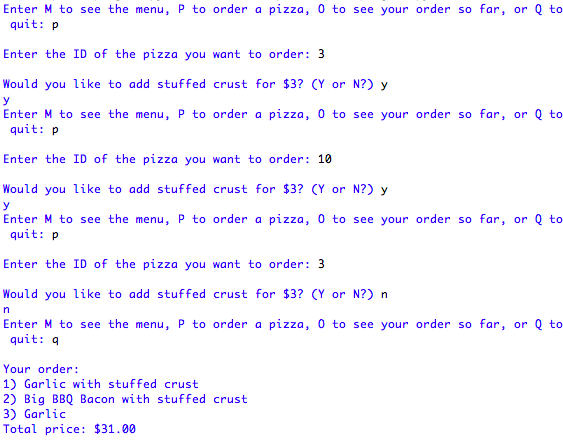 Enter M to see the menu, P to order a pizza, O to see your order so far, or Q to
quit: p
Enter the ID of the pizza you want to order: 3
Would you like to add stuffed crust for $3? (Y or N?) y
y
Enter M to see the menu, P to order a pizza, O to see your order so far, or Q to
quit: p
Enter the ID of the pizza you want to order: 10
Would you like to add stuffed crust for $3? (Y or N?) y
y
Enter M to see the menu, P to order a pizza, O to see your order so far, or Q to
quit: p
Enter the ID of the pizza you want to order: 3
Would you like to add stuffed crust for $3? (Y or N?) n
n
Enter M to see the menu, P to order a pizza, O to see your order so far, or Q to
quit: q
Your order:
1) Garlic with stuffed crust
2) Big BBQ Bacon with stuffed crust
3) Garlic
Total price: $31.00